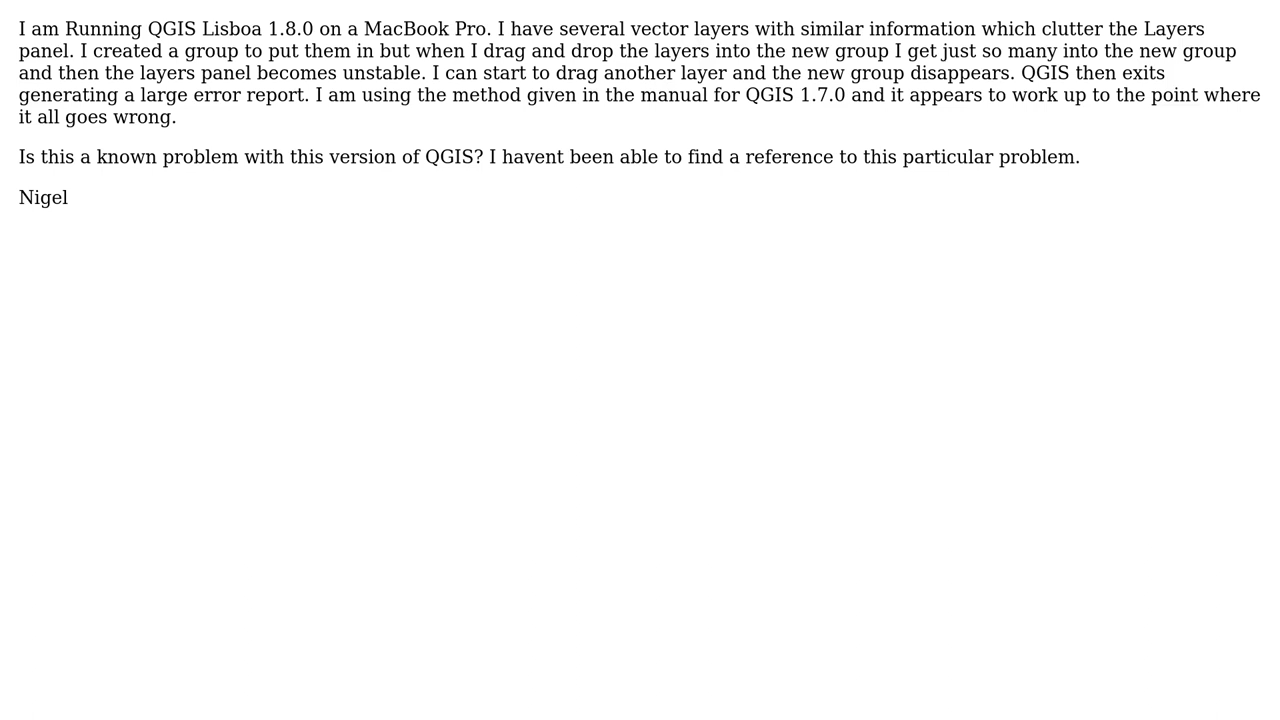 I am Running QGIS Lisboa 1.8.0 on a MacBook Pro. I have several vector layers with similar information which clutter the Layers
panel. I created a group to put them in but when I drag and drop the layers into the new group I get just so many into the new group
and then the layers panel becomes unstable. I can start to drag another layer and the new group disappears. QGIS then exits
generating a large error report. I am using the method given in the manual for QGIS 1.7.0 and it appears to work up to the point where
it all goes wrong.
Is this a known problem with this version of QGIS? I havent been able to find a reference to this particular problem.
Nigel